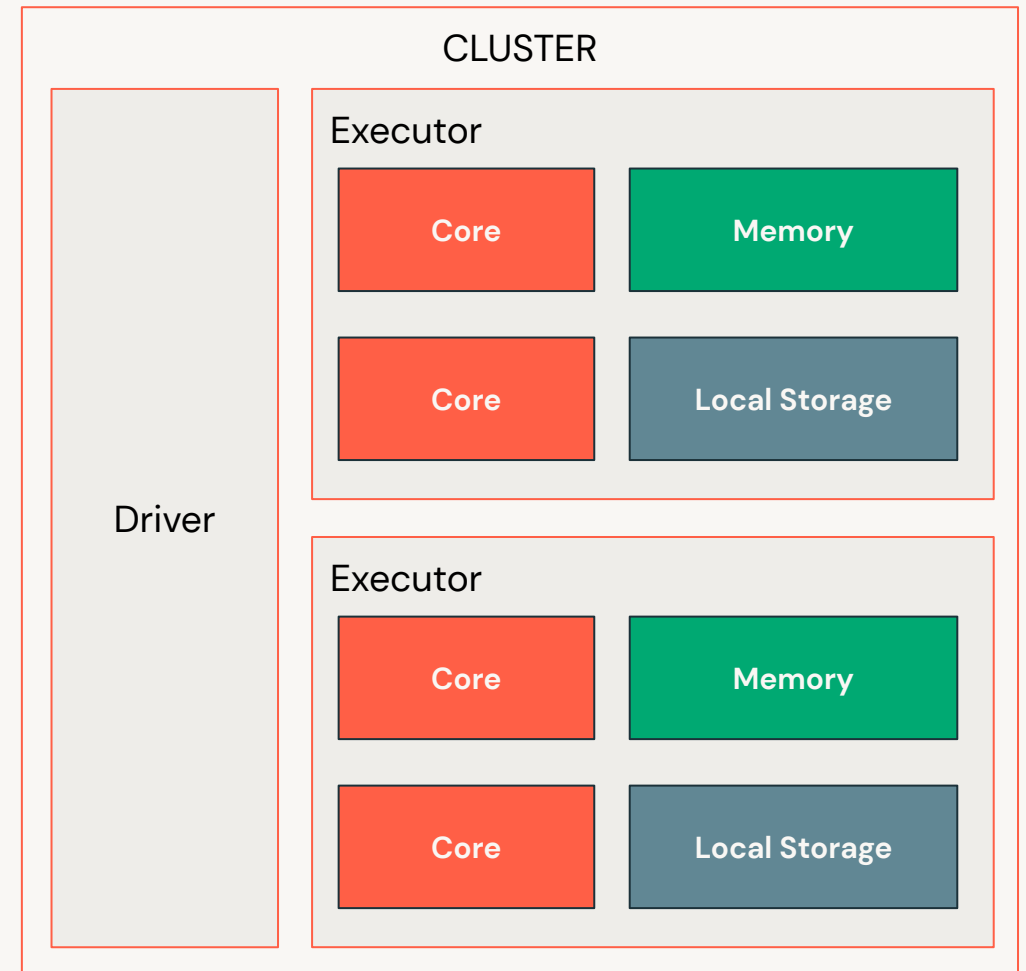 CLUSTER
Driver
Executor
Core
Memory
Core
Local Storage
Executor
Core
Memory
Core
Local Storage